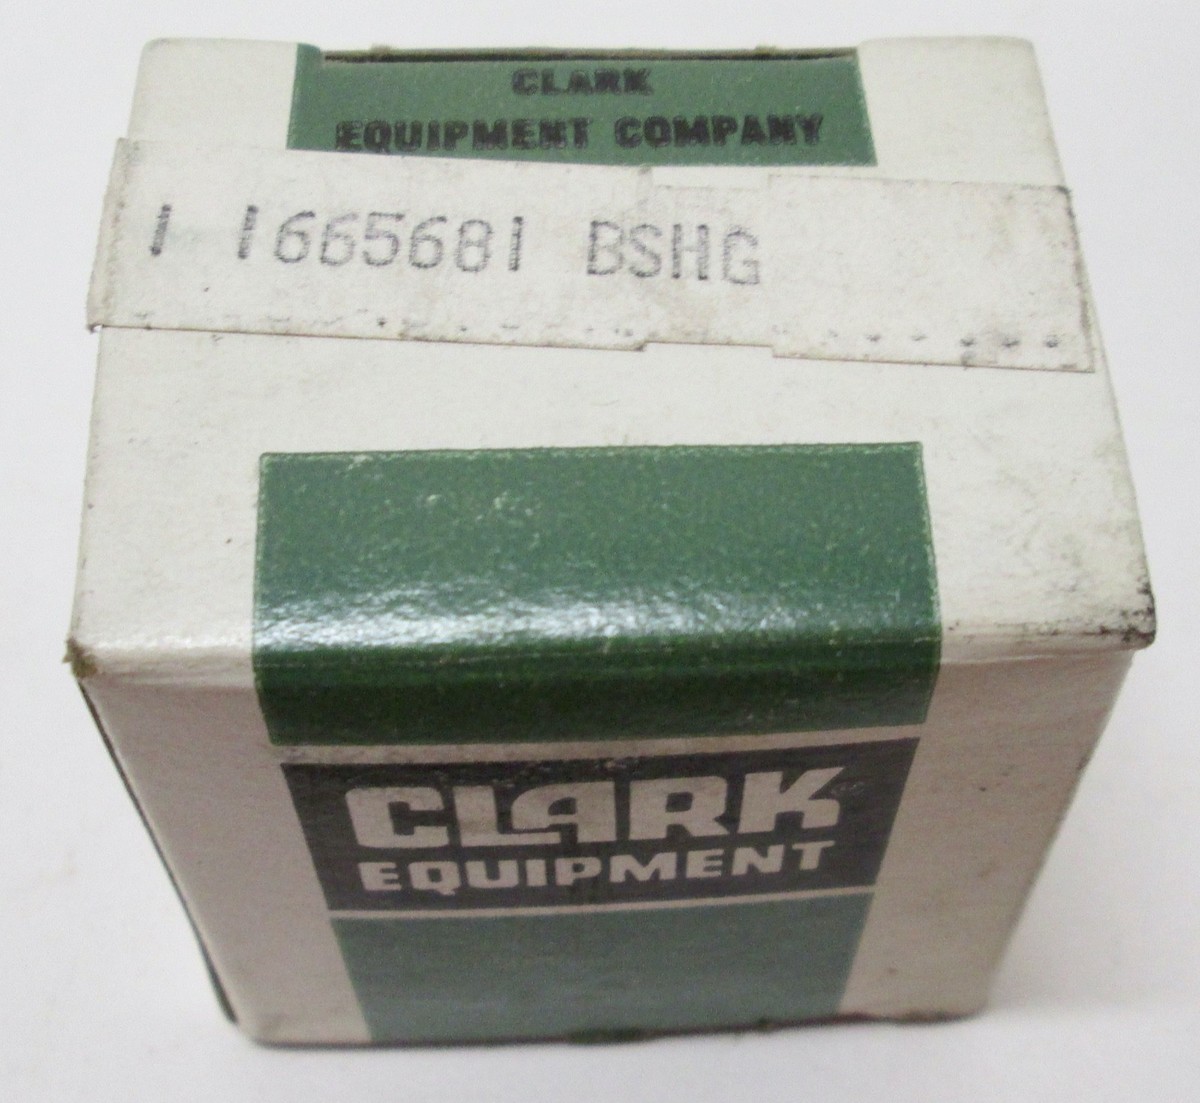 CLARK
EQUIPMENT COMPANY
1 1665681 BSHG
CLARK
EQUIPMENT